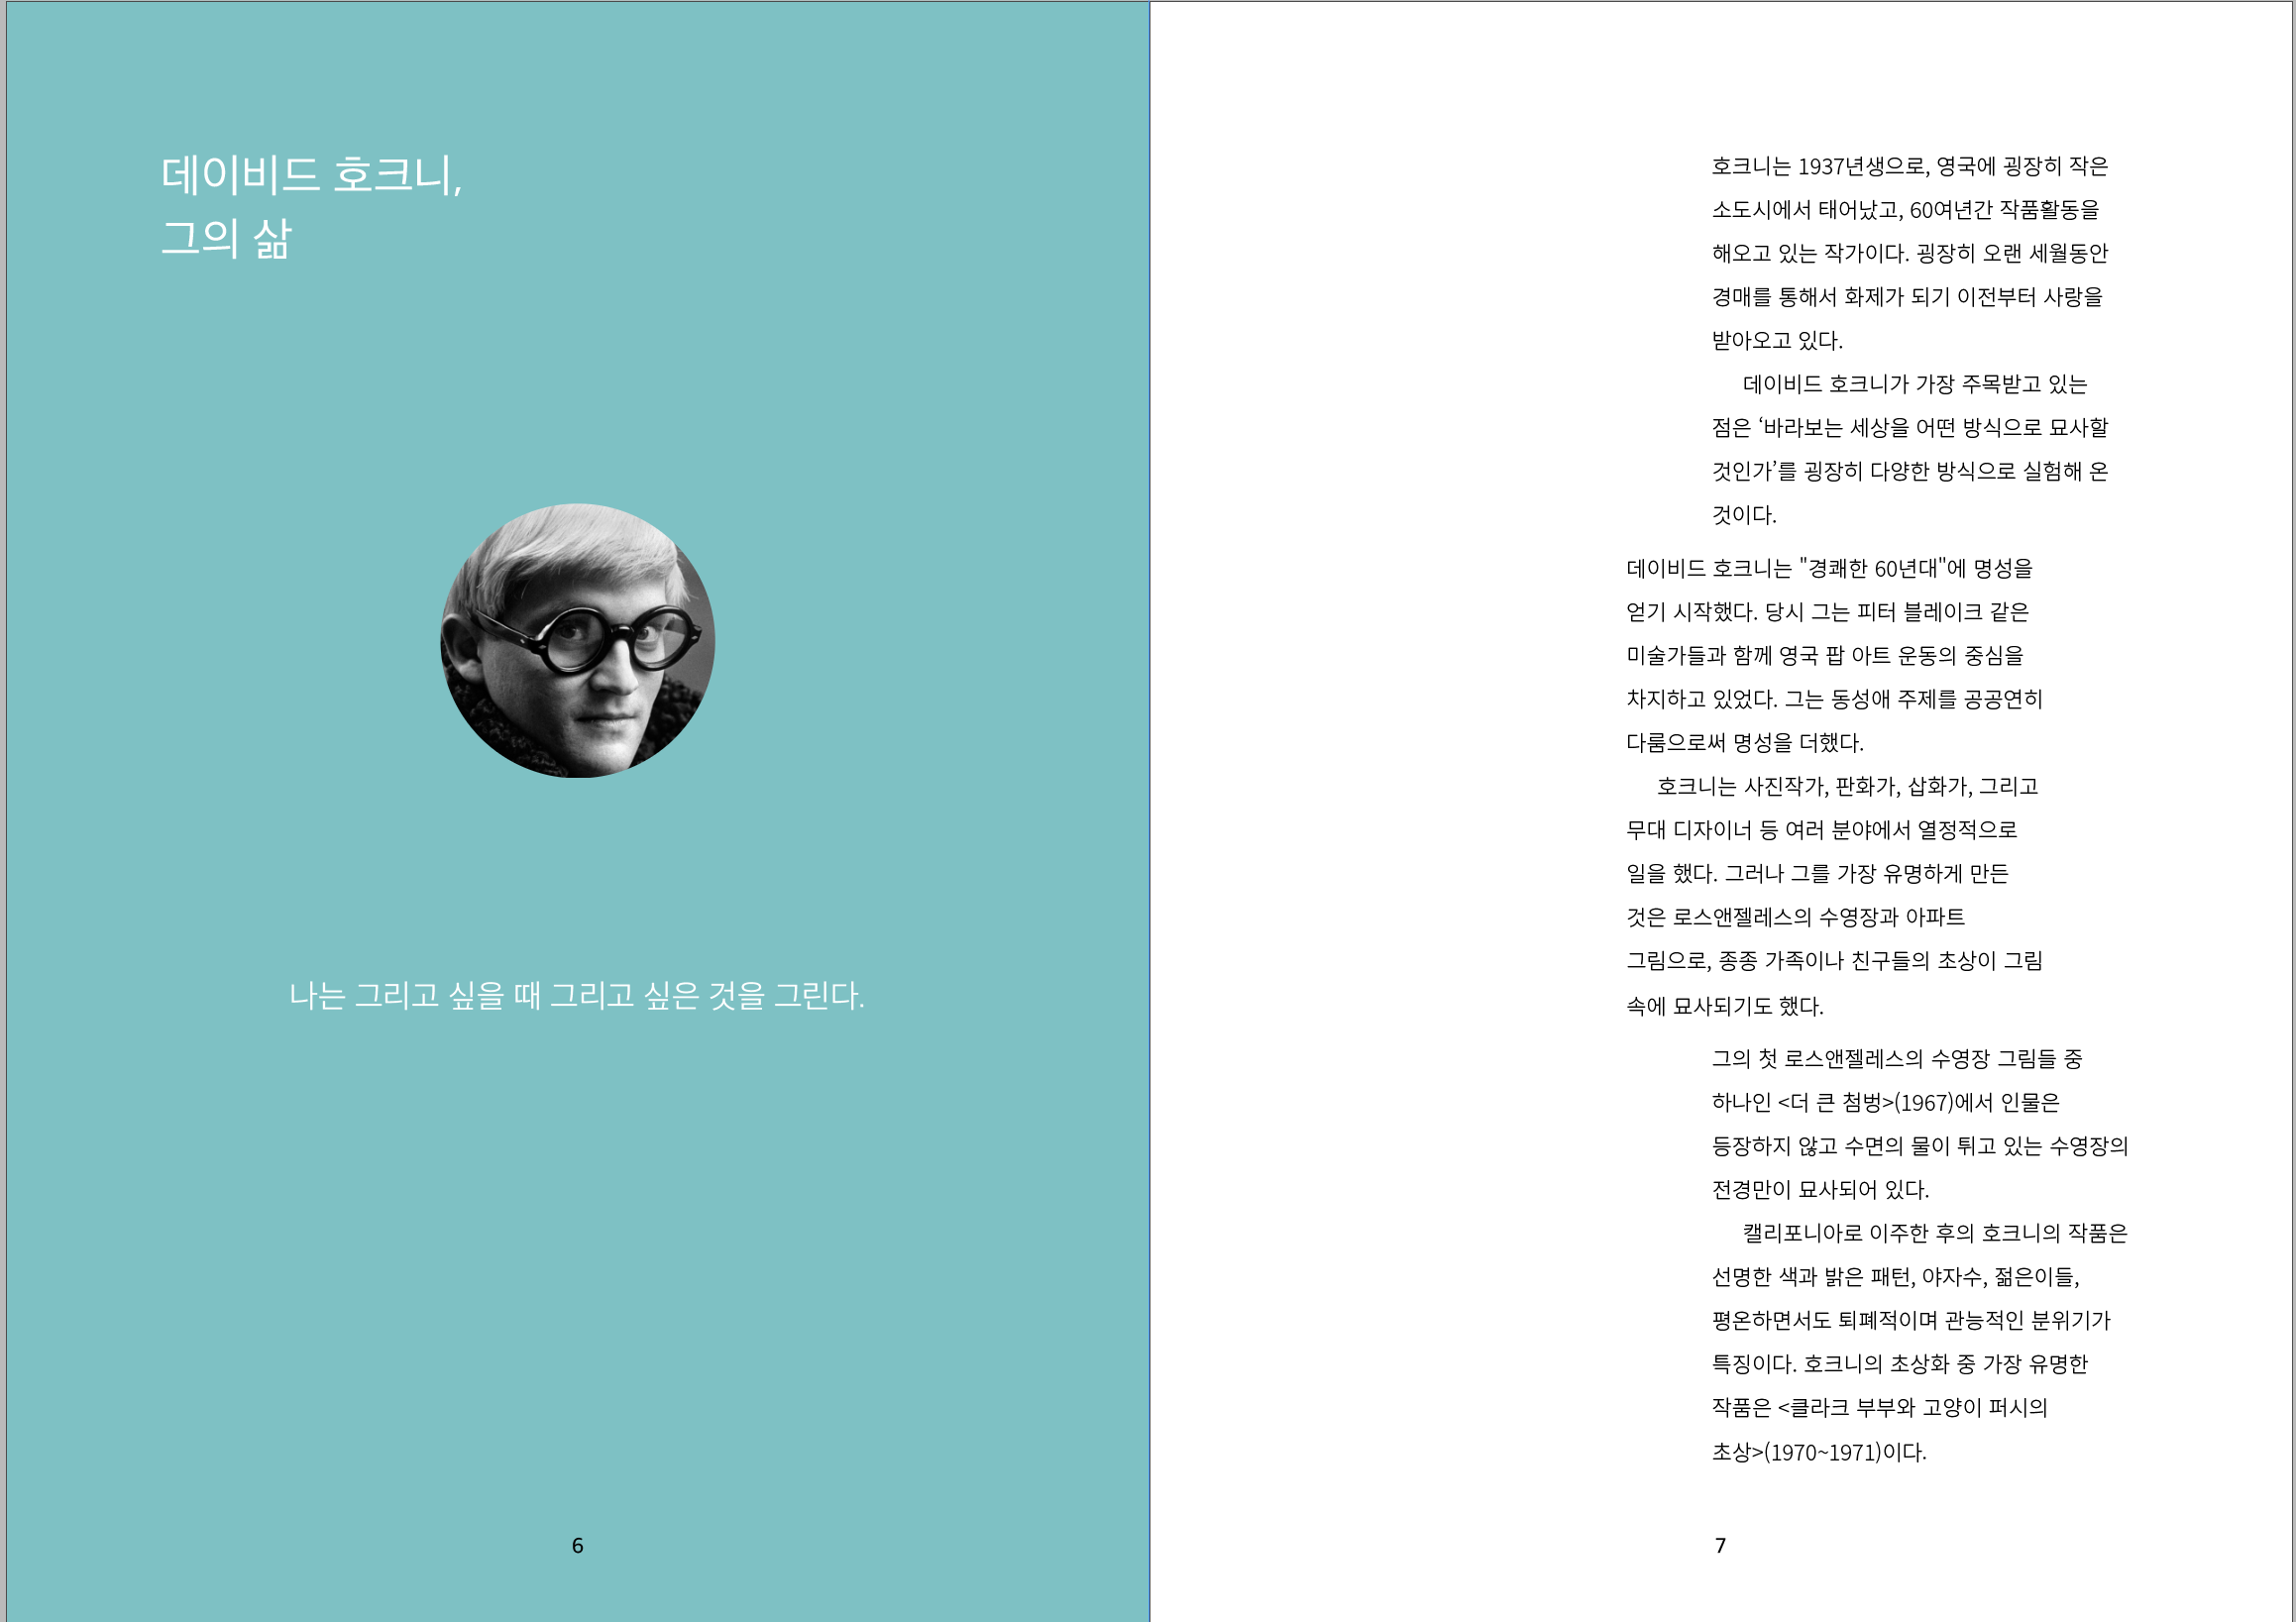 데이비드 호크니,
그의 삶
나는 그리고 싶을 때 그리고 싶은 것을 그린다.
6
호크니는 1937년생으로, 영국에 굉장히 작은
소도시에서 태어났고, 60여년간 작품활동을
해오고 있는 작가이다. 굉장히 오랜 세월동안
경매를 통해서 화제가 되기 이전부터 사랑을
받아오고 있다.
데이비드 호크니가 가장 주목받고 있는
점은 ‘바라보는 세상을 어떤 방식으로 묘사할
것인가’를 굉장히 다양한 방식으로 실험해 온
것이다.
데이비드 호크니는 "경쾌한 60년대"에 명성을
얻기 시작했다. 당시 그는 피터 블레이크 같은
미술가들과 함께 영국 팝 아트 운동의 중심을
차지하고 있었다. 그는 동성애 주제를 공공연히
다룸으로써 명성을 더했다.
호크니는 사진작가, 판화가, 삽화가, 그리고
무대 디자이너 등 여러 분야에서 열정적으로
일을 했다. 그러나 그를 가장 유명하게 만든
것은 로스앤젤레스의 수영장과 아파트
그림으로, 종종 가족이나 친구들의 초상이 그림
속에 묘사되기도 했다.
그의 첫 로스앤젤레스의 수영장 그림들 중
하나인 <더 큰 첨벙>(1967)에서 인물은
등장하지 않고 수면의 물이 튀고 있는 수영장의
전경만이 묘사되어 있다.
캘리포니아로 이주한 후의 호크니의 작품은
선명한 색과 밝은 패턴, 야자수, 젊은이들,
평온하면서도 퇴폐적이며 관능적인 분위기가
특징이다. 호크니의 초상화 중 가장 유명한
작품은 <클라크 부부와 고양이 퍼시의
초상>(1970~1971)이다.
7